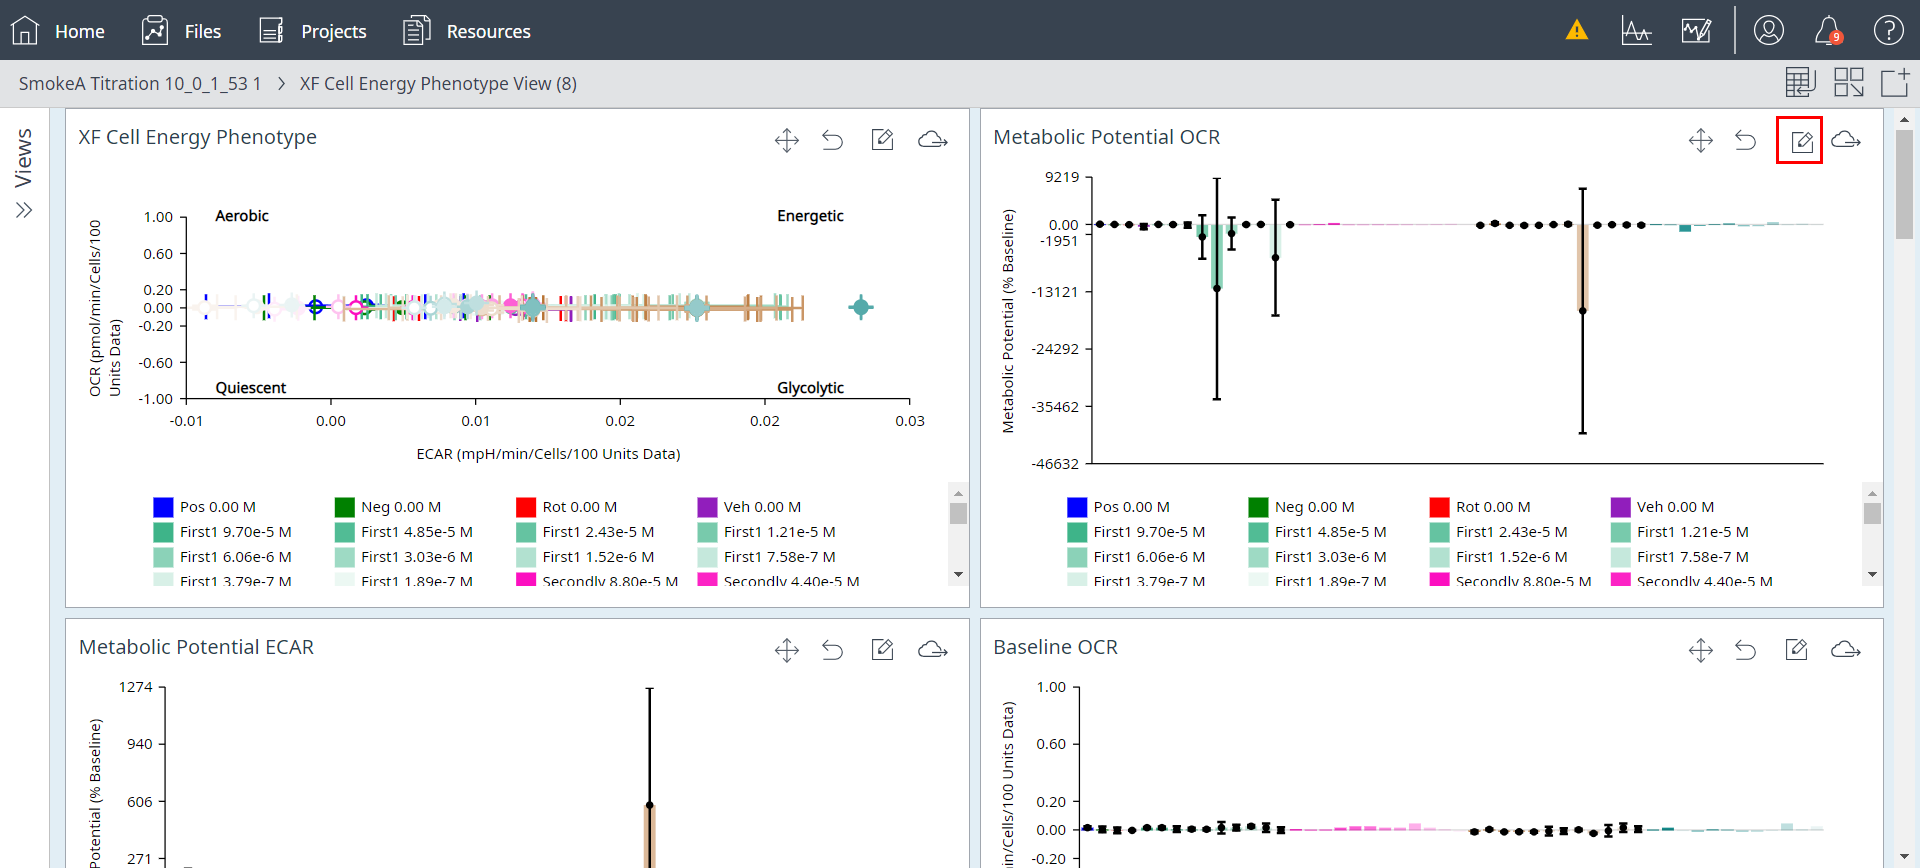 Home Files Projects Resources 9
SmokeA Titration 10_0_1_53 1 > XF Cell Energy Phenotype View (8)
Views
XF Cell Energy Phenotype
OCR (pmol/min/Cells/100
Units Data)
1.00
0.60
0.20
0.00
-0.20
-0.60
-1.00
Aerobic Energetic
Quiescent Glycolytic
-0.01 0.00 0.01 0.02 0.02 0.03
ECAR (mpH/min/Cells/100 Units Data)
Pos 0.00 M Neg 0.00 M Rot 0.00 M Veh 0.00 M
First1 9.70e-5 M First1 4.85e-5 M First1 2.43e-5 M First1 1.21e-5 M
First1 6.06e-6 M First1 3.03e-6 M First1 1.52e-6 M First1 7.58e-7 M
First1 3.79e-7 M First1 1.89e-7 M Secondly 8.80e-5 M Secondly 4.40e-5 M
Metabolic Potential OCR
Metabolic Potential (% Baseline)
9219
0.00
-1951
-13121
-24292
-35462
-46632
Pos 0.00 M Neg 0.00 M Rot 0.00 M Veh 0.00 M
First1 9.70e-5 M First1 4.85e-5 M First1 2.43e-5 M First1 1.21e-5 M
First1 6.06e-6 M First1 3.03e-6 M First1 1.52e-6 M First1 7.58e-7 M
First1 3.79e-7 M First1 1.89e-7 M Secondly 8.80e-5 M Secondly 4.40e-5 M
Metabolic Potential ECAR
Potential (% Baseline)
1274
940
606
271
Baseline OCR
in/Cells/100 Units Data)
1.00
0.60
0.20
0.00
-0.20